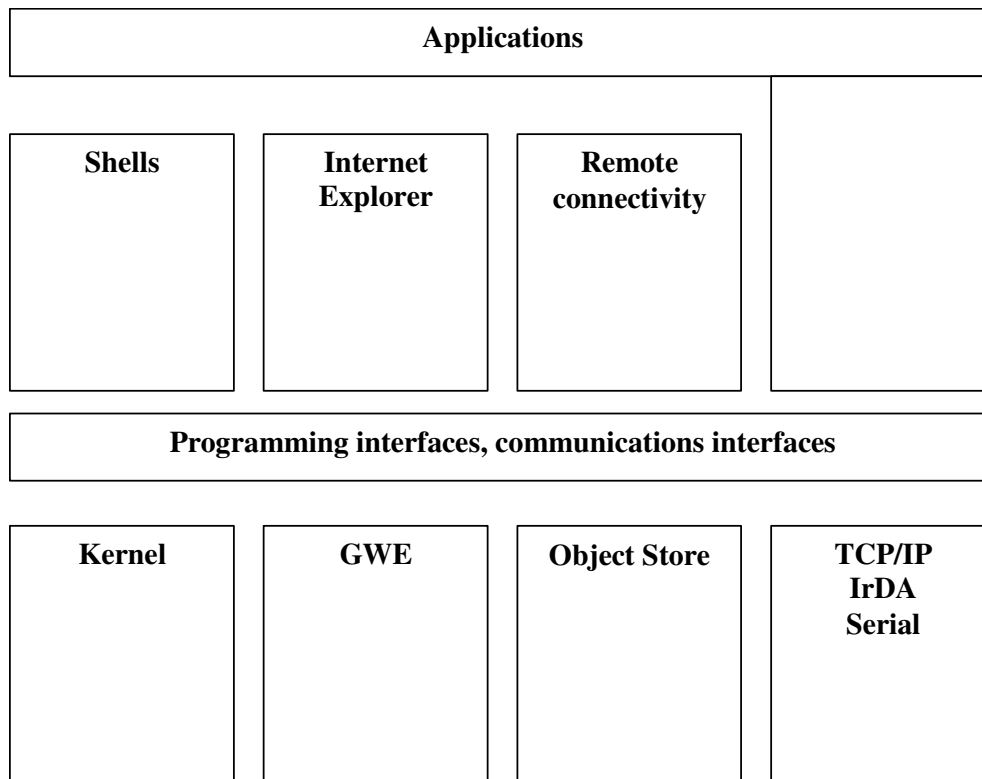 Applications
Shells
Internet
Explorer
Remote
connectivity
Programming interfaces, communications interfaces
Kernel
GWE
Object Store
TCP/IP
IrDA
Serial